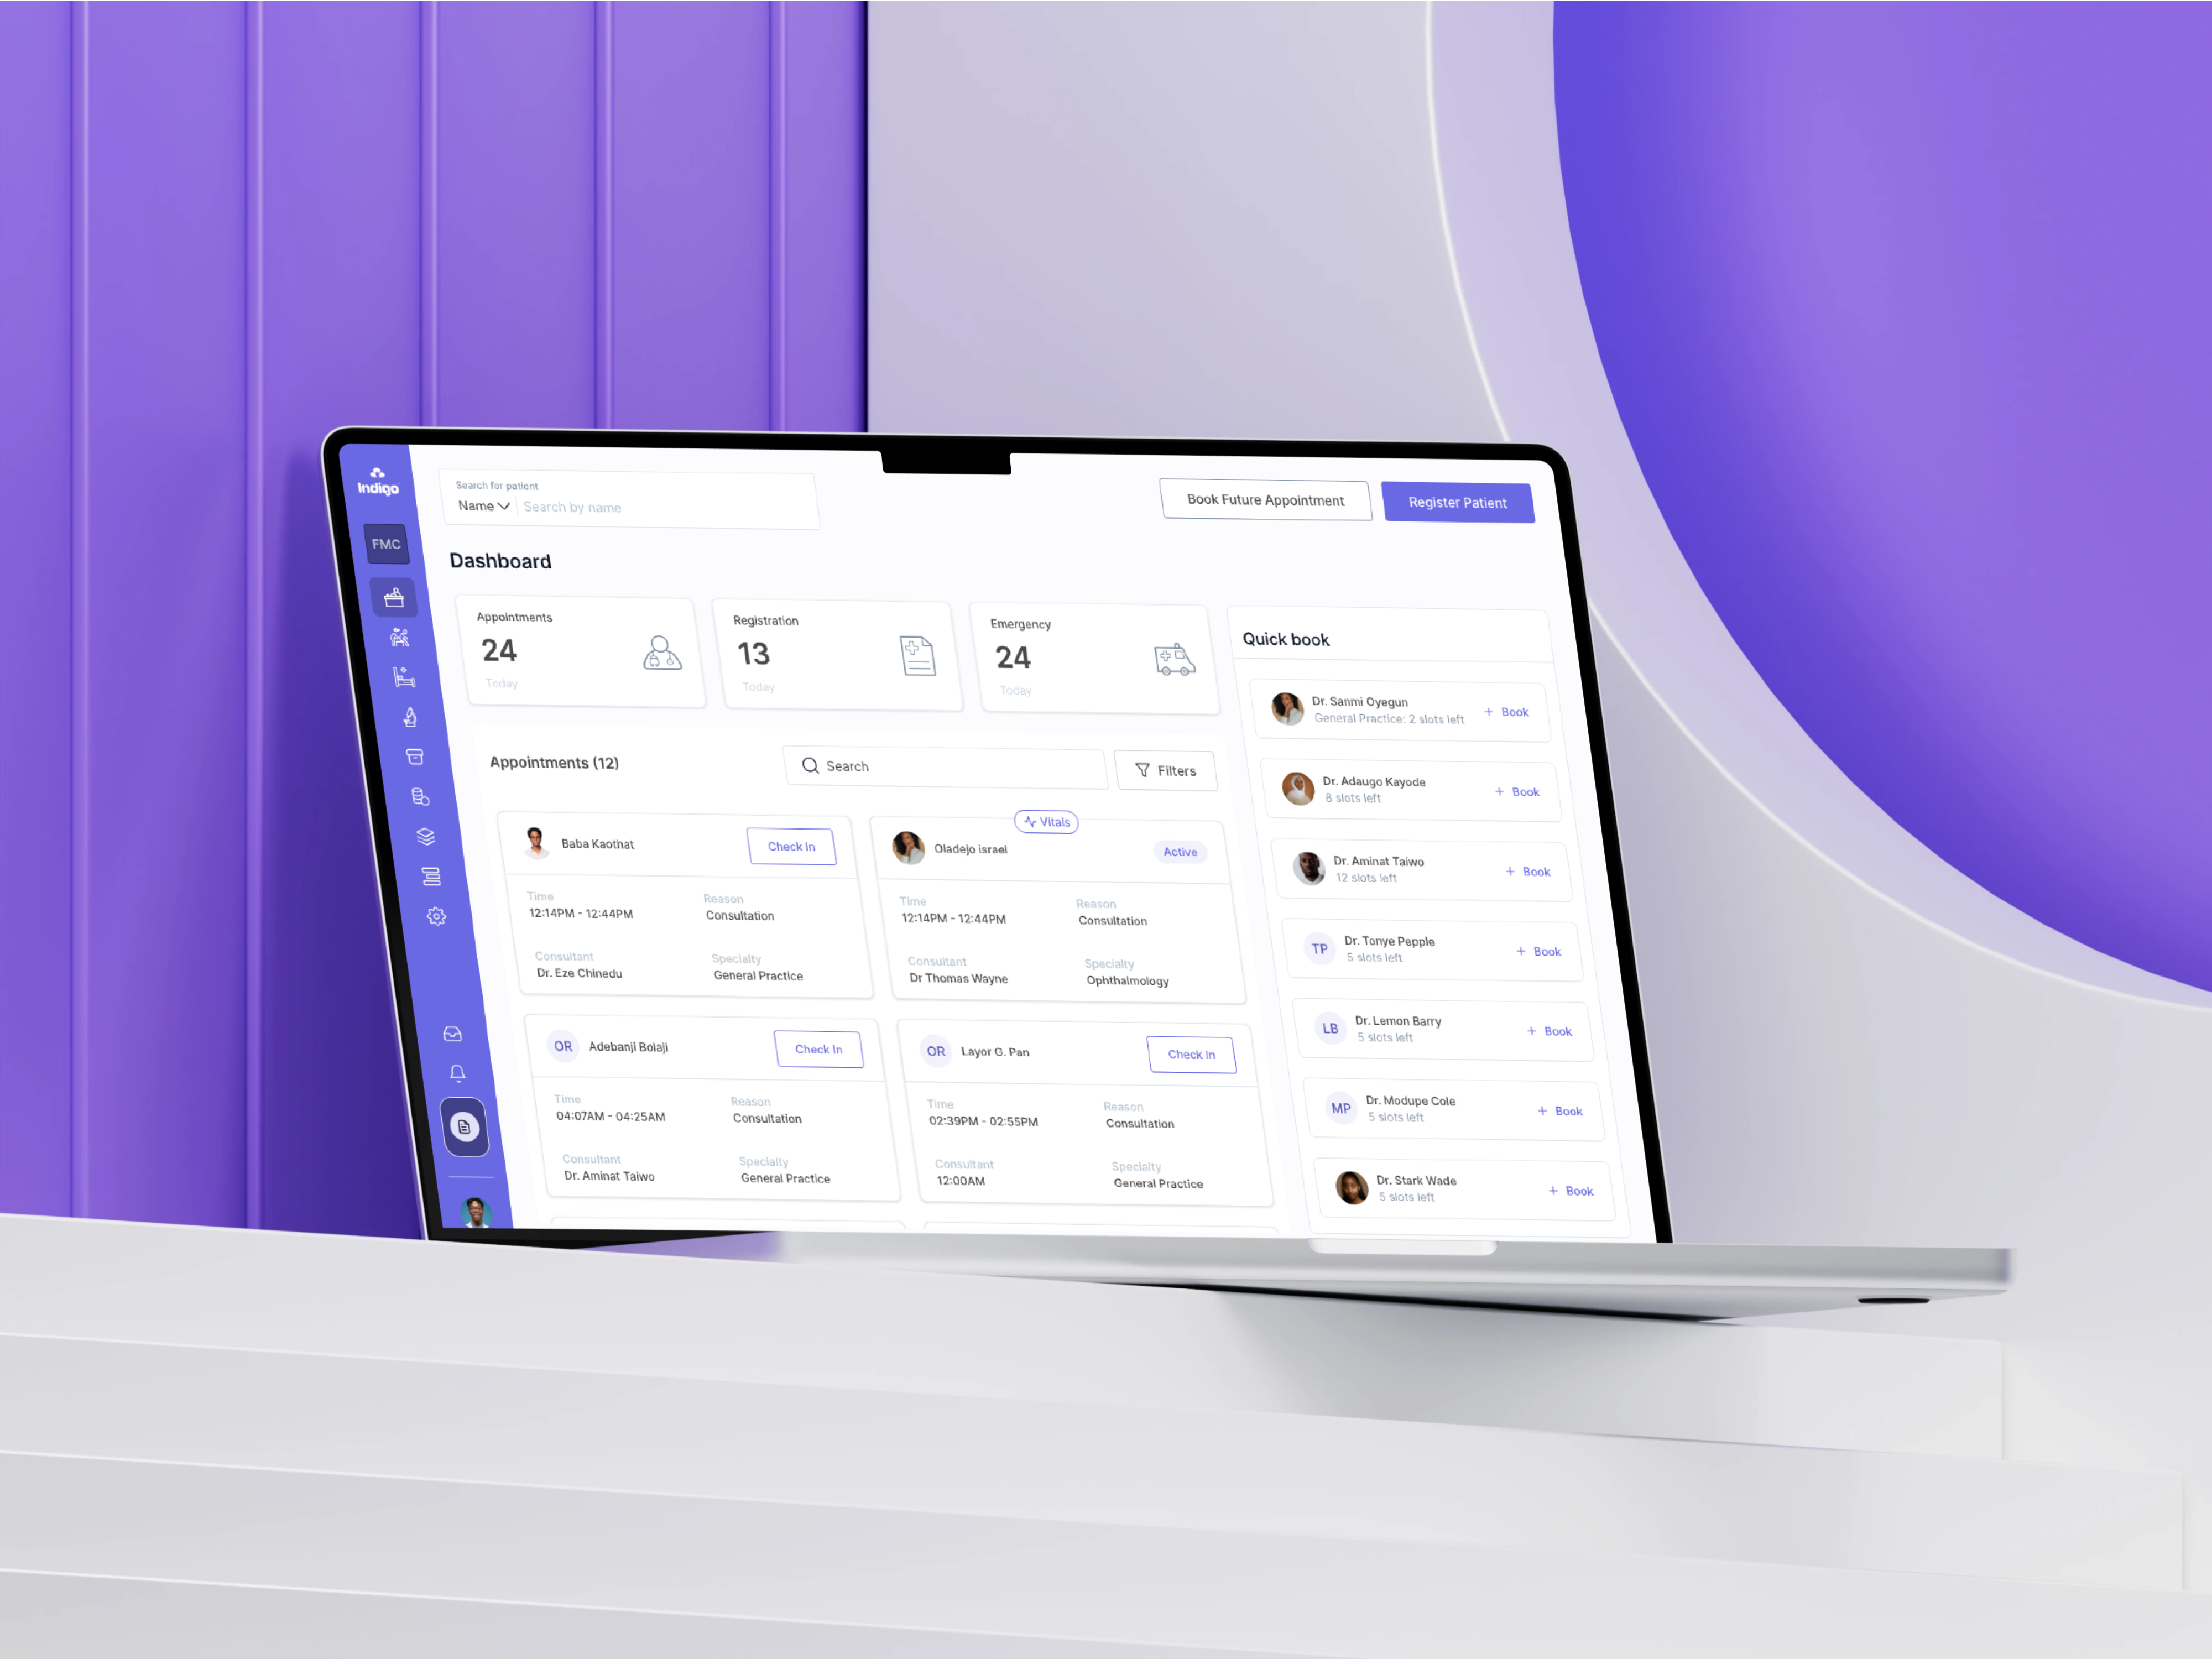 Indigo
FMC
Search for patient
Name Search by name
Book Future Appointment
Register Patient
Dashboard
Appointments
24
Today
Registration
13
Today
Emergency
24
Today
Appointments (12)
Search
Filters
Baba Kaothat
Check In
Time
12:14PM - 12:44PM
Reason
Consultation
Consultant
Dr. Eze Chinedu
Specialty
General Practice
Vitals
Oladejo israel
Active
Time
12:14PM - 12:44PM
Reason
Consultation
Consultant
Dr Thomas Wayne
Specialty
Ophthalmology
OR
Adebanji Bolaji
Check In
Time
04:07AM - 04:25AM
Reason
Consultation
Consultant
Dr. Aminat Taiwo
Specialty
General Practice
OR
Layor G. Pan
Check In
Time
02:39PM - 02:55PM
Reason
Consultation
Consultant
12:00AM
Specialty
General Practice
Quick book
Dr. Sanmi Oyegun
General Practice: 2 slots left
+ Book
Dr. Adaugo Kayode
8 slots left
+ Book
Dr. Aminat Taiwo
12 slots left
+ Book
TP
Dr. Tonye Pepple
5 slots left
+ Book
LB
Dr. Lemon Barry
5 slots left
+ Book
MP
Dr. Modupe Cole
5 slots left
+ Book
Dr. Stark Wade
5 slots left
+ Book